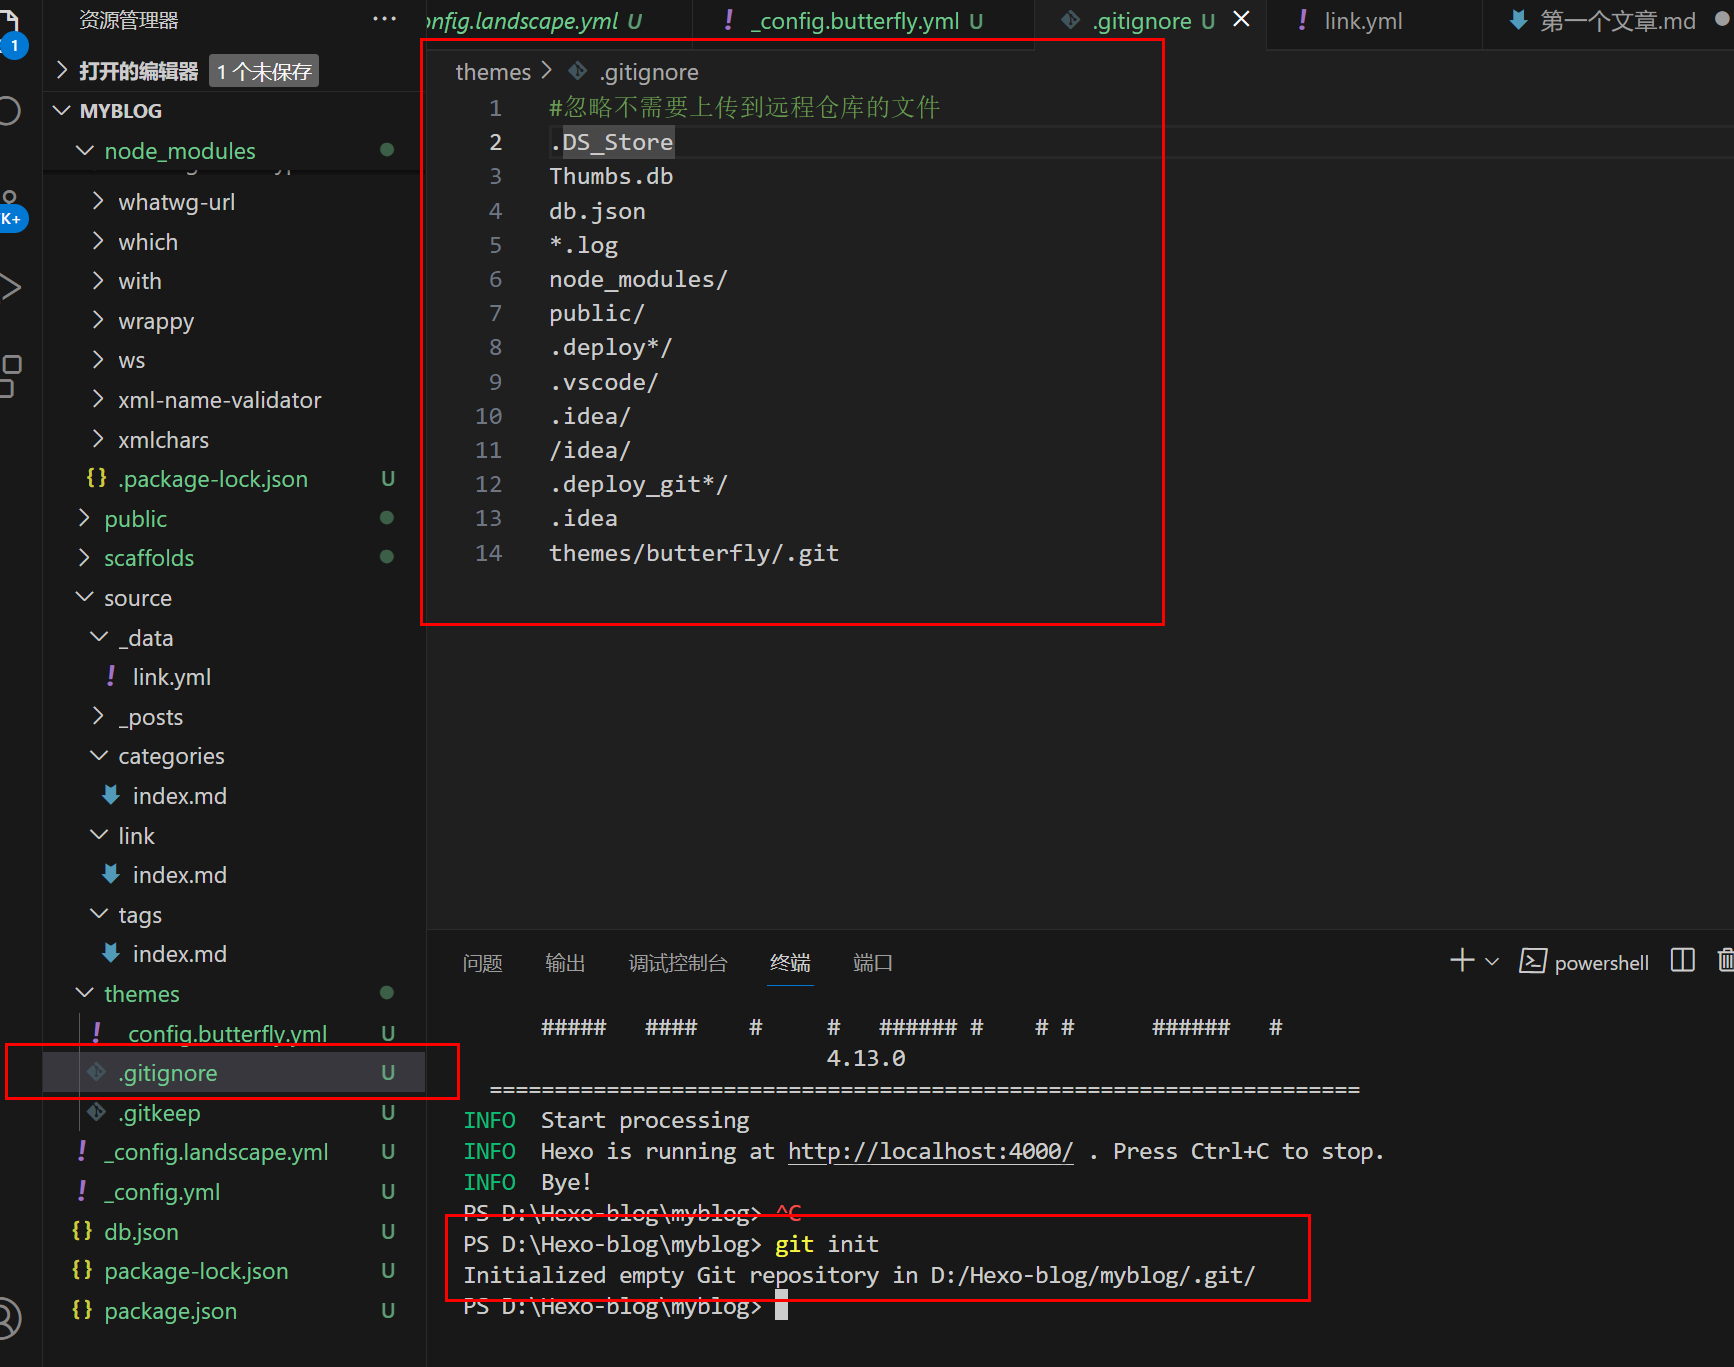 资源管理器
打开的编辑器 1 个未保存
MYBLOG
node_modules
whatwg-url
which
with
wrappy
ws
xml-name-validator
xmlchars
{} .package-lock.json U
public
scaffolds
source
_data
! link.yml
_posts
categories
index.md
link
index.md
tags
index.md
themes
! _config.butterfly.yml U
.gitignore U
.gitkeep U
! _config.landscape.yml U
! _config.yml U
{} db.json U
{} package-lock.json U
{} package.json U
1
K+
onfig.landscape.yml U
! _config.butterfly.yml U
.gitignore U
! link.yml
第一个文章.md
themes > .gitignore
1 #忽略不需要上传到远程仓库的文件
2 .DS_Store
3 Thumbs.db
4 db.json
5 *.log
6 node_modules/
7 public/
8 .deploy*/
9 .vscode/
10 .idea/
11 /idea/
12 .deploy_git*/
13 .idea
14 themes/butterfly/.git
问题 输出 调试控制台 终端 端口
powershell
##### #### # # ###### # # # ###### #
4.13.0
===================================================================
INFO Start processing
INFO Hexo is running at http://localhost:4000/ . Press Ctrl+C to stop.
INFO Bye!
PS D:\Hexo-blog\myblog> ^C
PS D:\Hexo-blog\myblog> git init
Initialized empty Git repository in D:/Hexo-blog/myblog/.git/
PS D:\Hexo-blog\myblog>